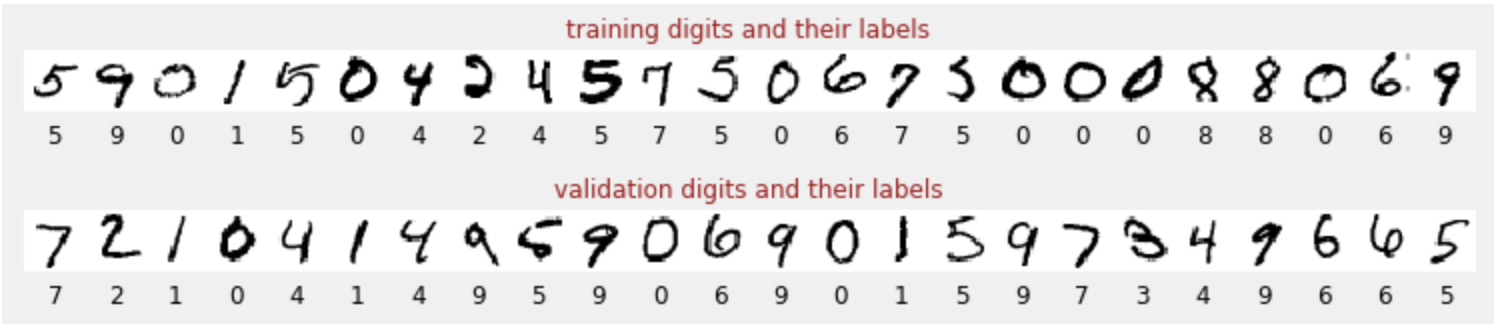 training digits and their labels
5 9 0 1 5 0 4 2 4 5 7 5 0 6 7 5 0 0 0 8 8 0 6 9
5 9 0 1 5 0 4 2 4 5 7 5 0 6 7 5 0 0 0 8 8 0 6 9
validation digits and their labels
7 2 1 0 4 1 4 9 5 9 0 6 9 0 1 5 9 7 3 4 9 6 6 5
7 2 1 0 4 1 4 9 5 9 0 6 9 0 1 5 9 7 3 4 9 6 6 5